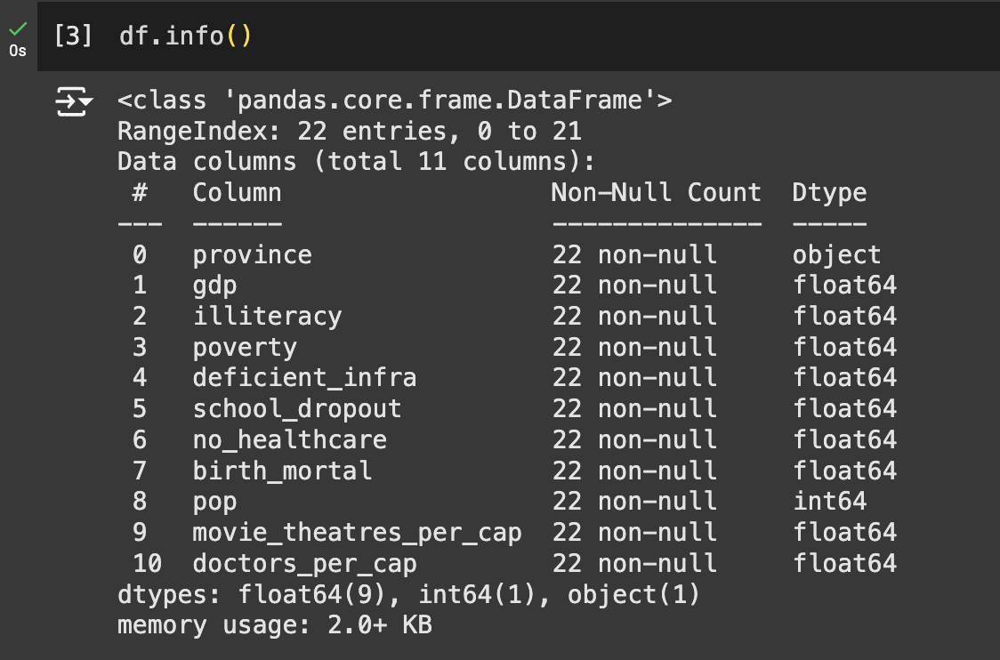 [3] df.info()
0s
<class 'pandas.core.frame.DataFrame'>
RangeIndex: 22 entries, 0 to 21
Data columns (total 11 columns):
 #   Column                  Non-Null Count  Dtype
---  ------                  --------------  -----
 0   province                22 non-null     object
 1   gdp                     22 non-null     float64
 2   illiteracy              22 non-null     float64
 3   poverty                 22 non-null     float64
 4   deficient_infra         22 non-null     float64
 5   school_dropout          22 non-null     float64
 6   no_healthcare           22 non-null     float64
 7   birth_mortal            22 non-null     float64
 8   pop                     22 non-null     int64
 9   movie_theatres_per_cap  22 non-null     float64
 10  doctors_per_cap         22 non-null     float64
dtypes: float64(9), int64(1), object(1)
memory usage: 2.0+ KB